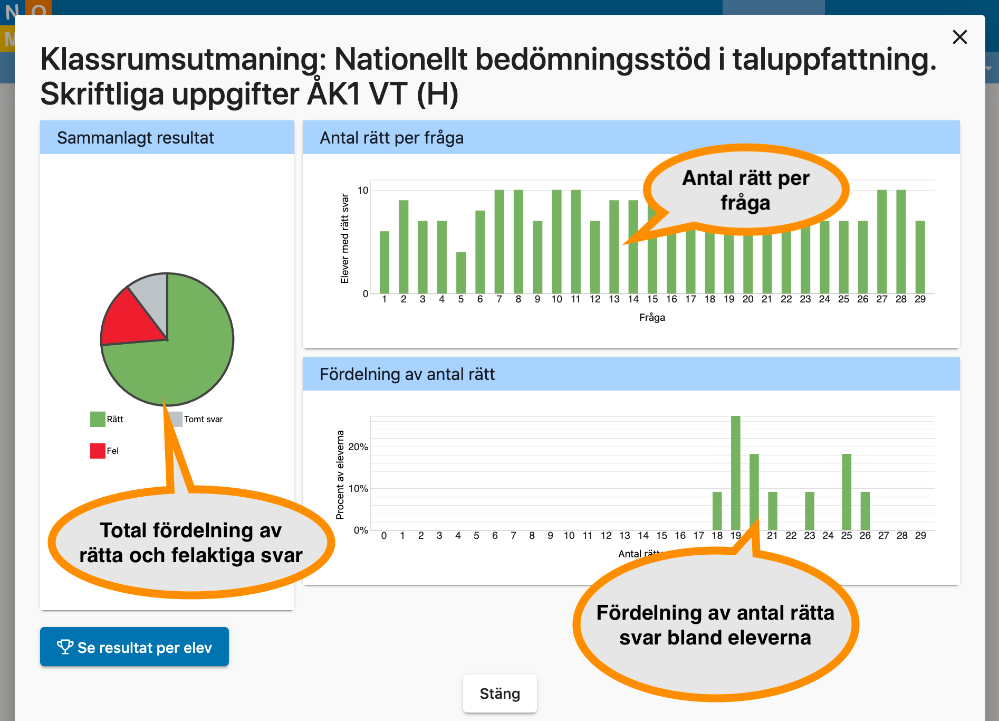 N O
M
Klassrumsutmaning: Nationellt bedömningsstöd i taluppfattning.
Skriftliga uppgifter ÅK1 VT (H)
Sammanlagt resultat
Rätt
Tomt svar
Fel
Total fördelning av
rätta och felaktiga svar
Antal rätt per fråga
Antal rätt per
fråga
Elever med rätt svar
10
0
1 2 3 4 5 6 7 8 9 10 11 12 13 14 15 16 17 18 19 20 21 22 23 24 25 26 27 28 29
Fråga
Fördelning av antal rätt
Procent av eleverna
20%
10%
0%
0 1 2 3 4 5 6 7 8 9 10 11 12 13 14 15 16 17 18 19 21 22 23 24 25 26 27 28 29
Antal
Fördelning av antal rätta
svar bland eleverna
Se resultat per elev
Stäng